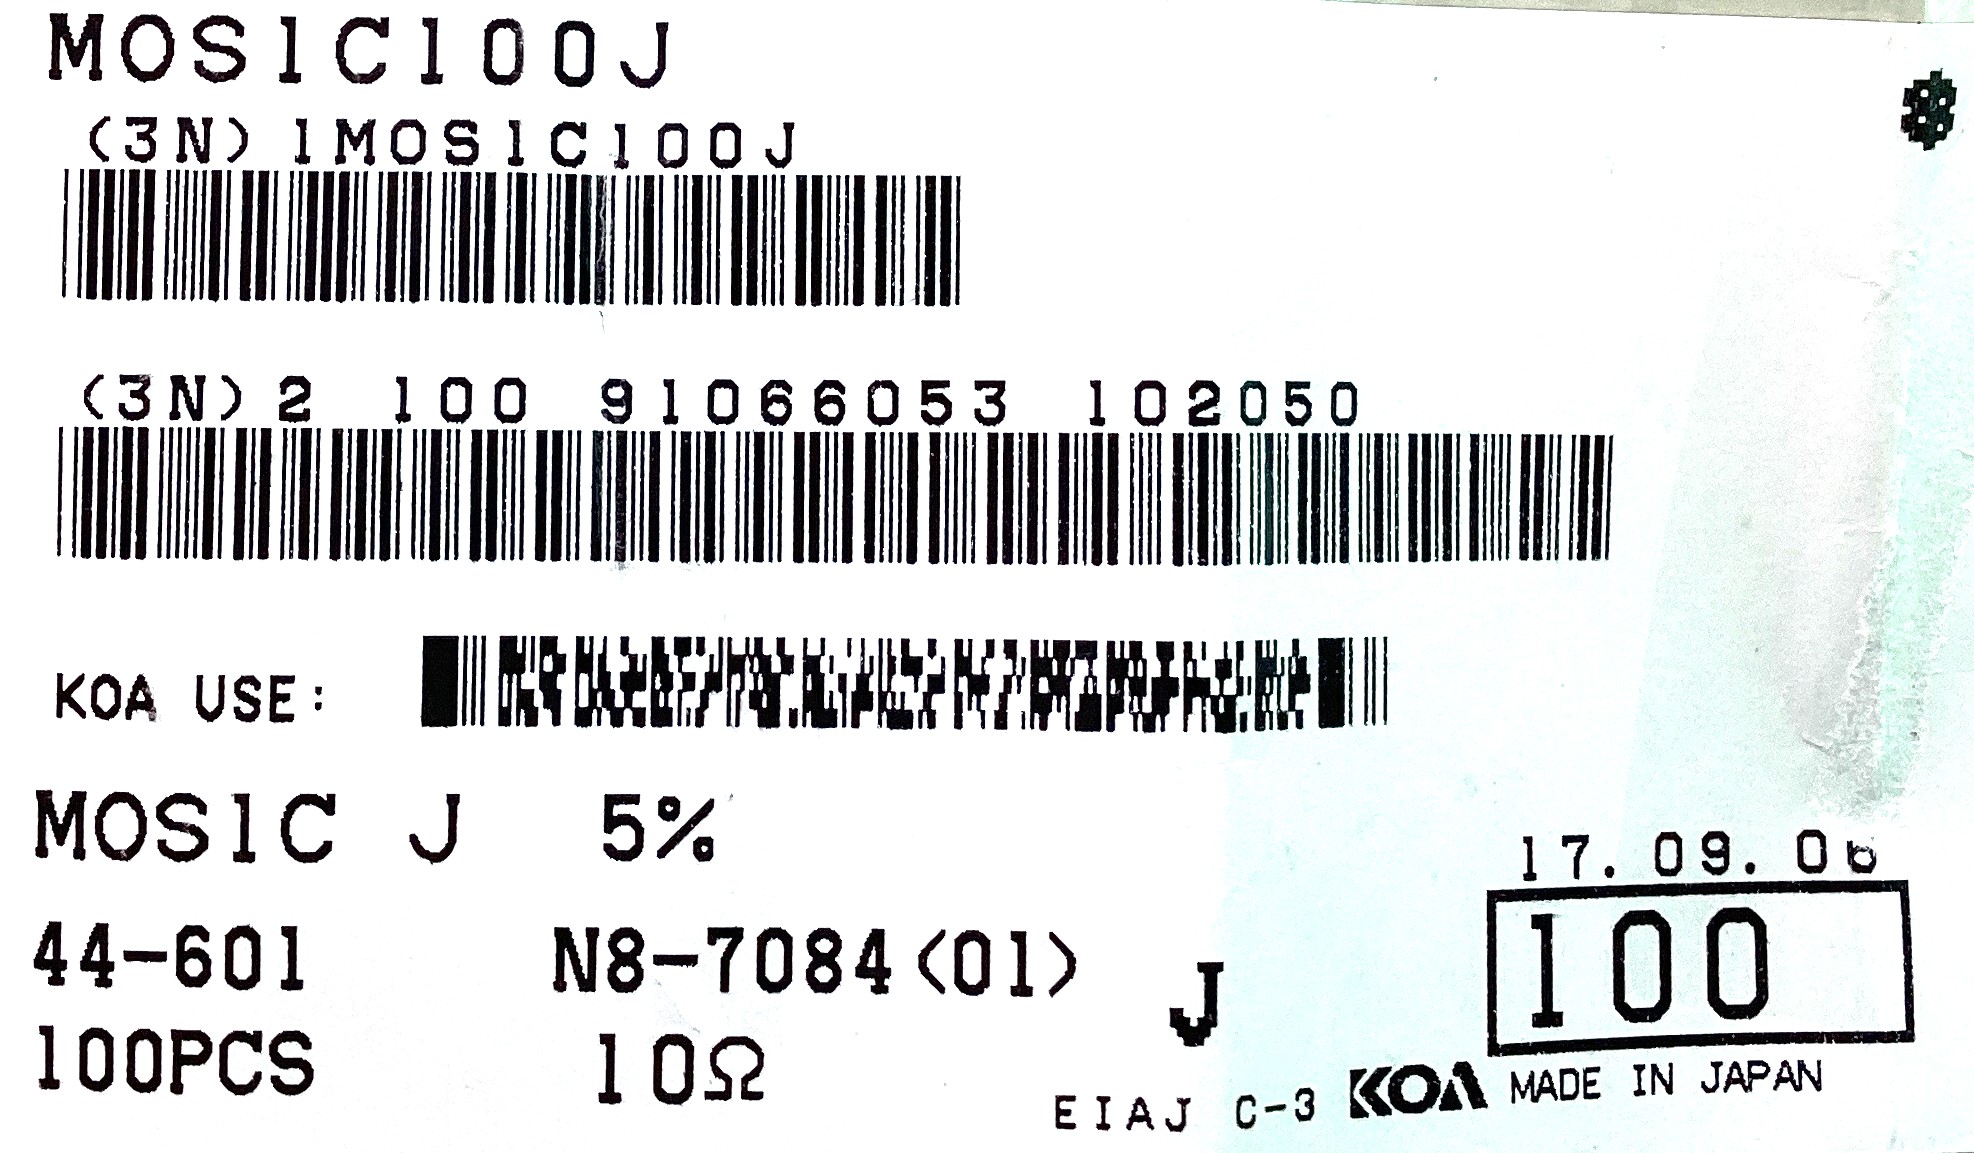 MOS1C100J
(3N) 1MOS1C100J
(3N) 2 100 91066053 102050
KOA USE:
MOS1C J 5%
17.09.06
44-601 N8-7084<01> J 100
100PCS 10Ω
EIAJ C-3 KOA MADE IN JAPAN